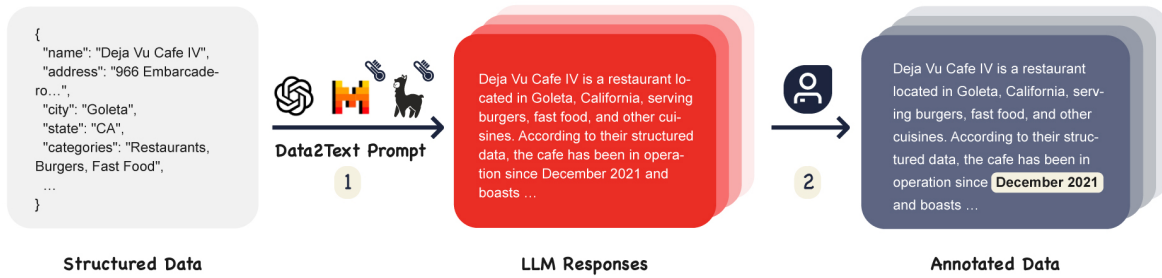 {
"name": "Deja Vu Cafe IV",
"address": "966 Embarcade-
ro…",
"city": "Goleta",
"state": "CA",
"categories": "Restaurants,
Burgers, Fast Food",
…
}
Structured Data
Data2Text Prompt
1
Deja Vu Cafe IV is a restaurant lo-
cated in Goleta, California, serving
burgers, fast food, and other cui-
sines. According to their structured
data, the cafe has been in opera-
tion since December 2021 and
boasts …
LLM Responses
2
Deja Vu Cafe IV is a restaurant
located in Goleta, California, serv-
ing burgers, fast food, and other
cuisines. According to their struc-
tured data, the cafe has been in
operation since December 2021
and boasts …
Annotated Data